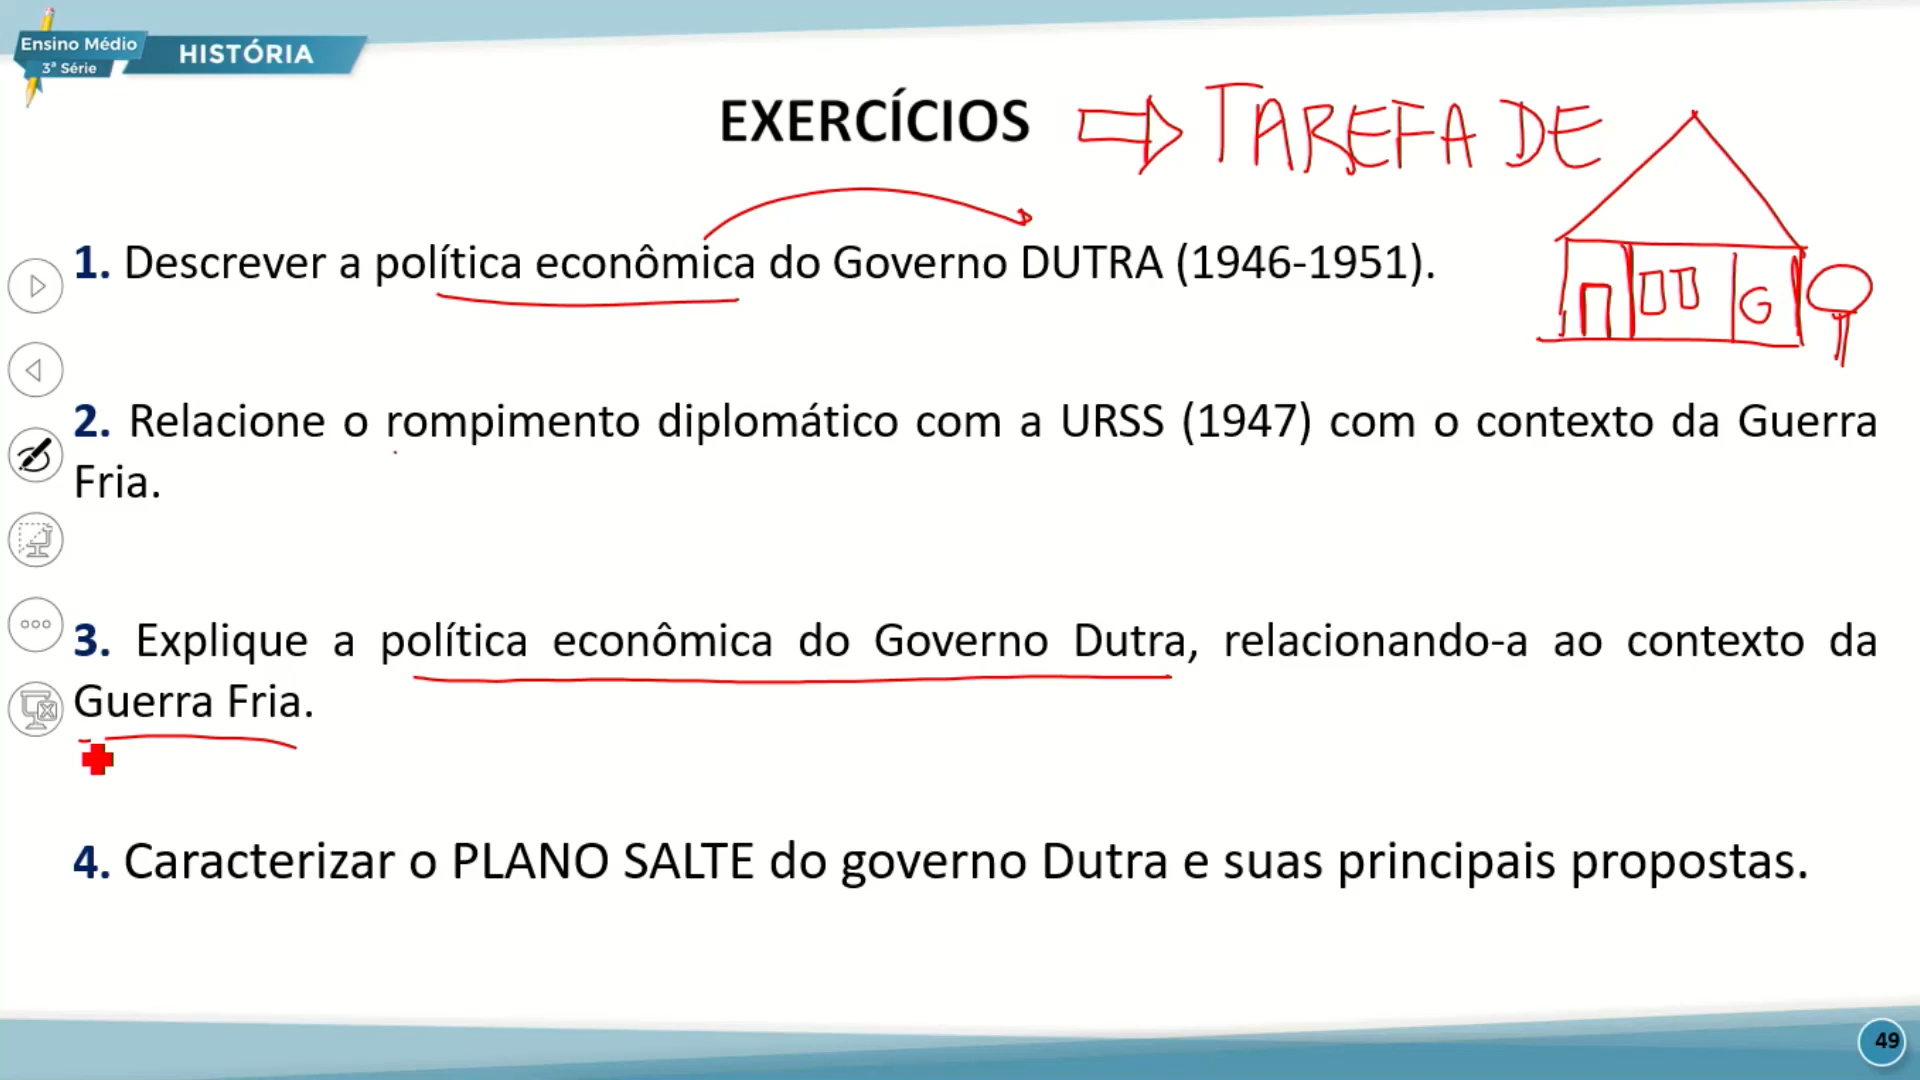 Ensino Médio
3ª Série
HISTÓRIA
EXERCÍCIOS
TAREFA DE
1. Descrever a política econômica do Governo DUTRA (1946-1951).
G
2. Relacione o rompimento diplomático com a URSS (1947) com o contexto da Guerra
Fria.
3. Explique a política econômica do Governo Dutra, relacionando-a ao contexto da
Guerra Fria.
4. Caracterizar o PLANO SALTE do governo Dutra e suas principais propostas.
49